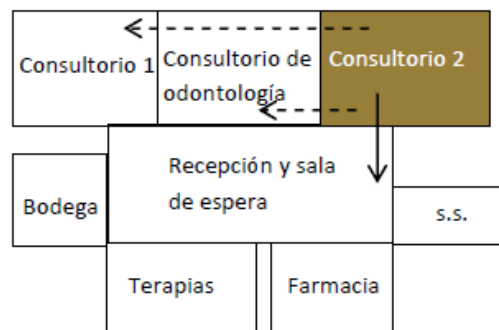 Consultorio 1
Consultorio de
odontología
Consultorio 2
Recepción y sala
de espera
Bodega
s.s.
Terapias
Farmacia